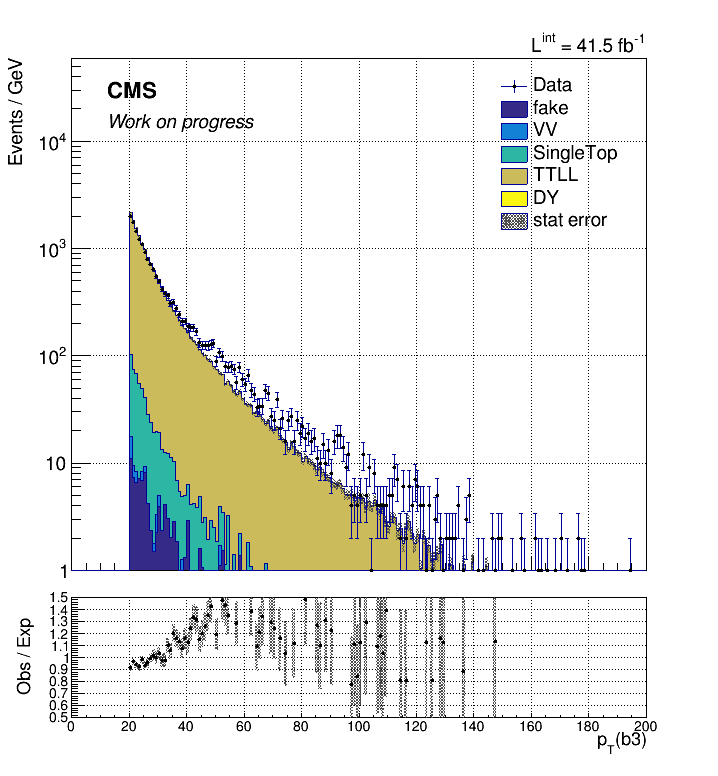 L^int = 41.5 fb^-1
CMS
Work on progress
Data
fake
VV
SingleTop
TTLL
DY
stat error
Events / GeV
10^4
10^3
10^2
10
1
Obs / Exp
1.5
1.4
1.3
1.2
1.1
1
0.9
0.8
0.7
0.6
0.5
0 20 40 60 80 100 120 140 160 180 200
p_T(b3)